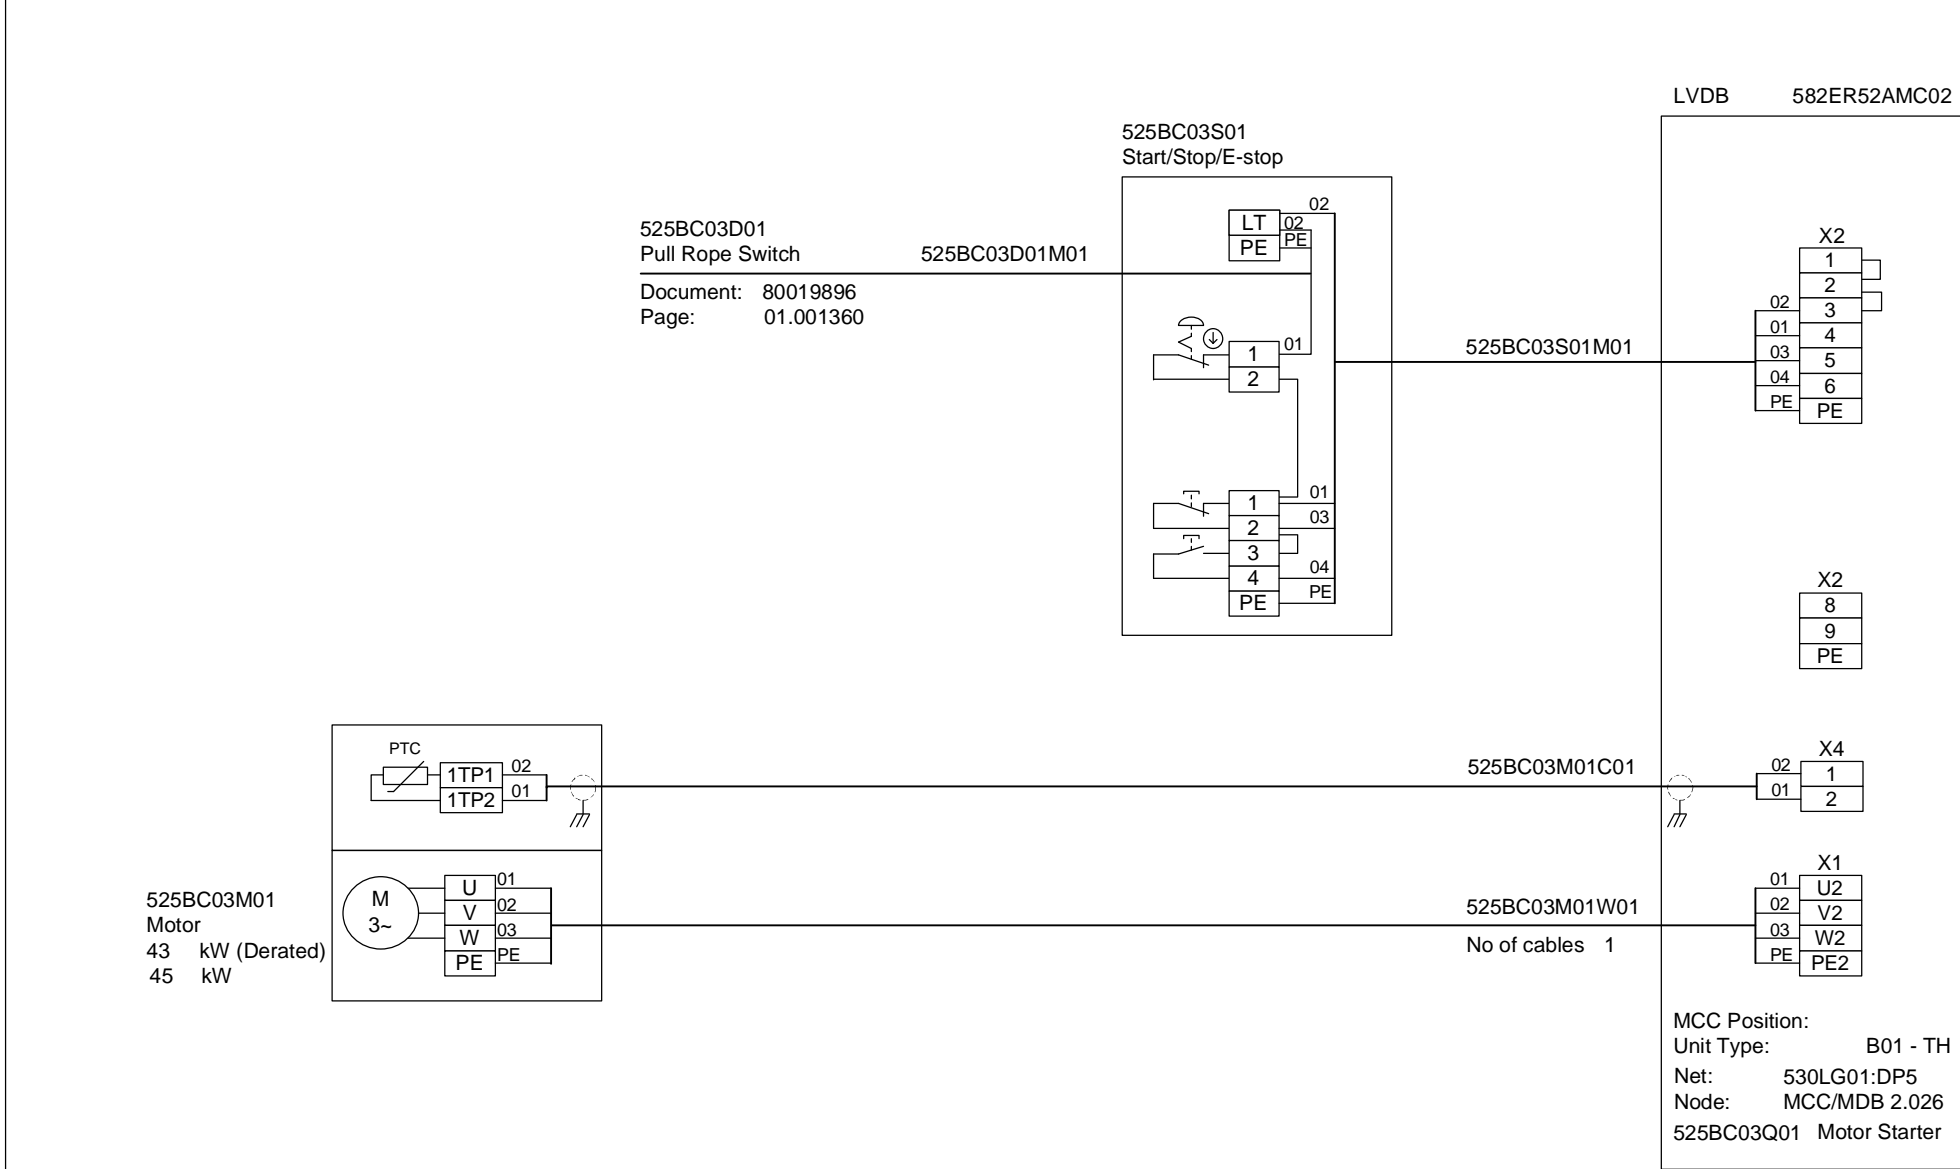 LVDB 582ER52AMC02
525BC03S01
Start/Stop/E-stop
525BC03D01
Pull Rope Switch 525BC03D01M01
Document: 80019896
Page: 01.001360
02
LT 02
PE PE
1 01
2
1 01
2 03
3
4 04
PE PE
525BC03S01M01
X2
1
2
02 3
01 4
03 5
04 6
PE PE
X2
8
9
PE
PTC
1TP1 02
1TP2 01
525BC03M01C01
X4
02 1
01 2
525BC03M01
Motor
43 kW (Derated)
45 kW
M
3~
U 01
V 02
W 03
PE PE
525BC03M01W01
No of cables 1
X1
01 U2
02 V2
03 W2
PE PE2
MCC Position:
Unit Type: B01 - TH
Net: 530LG01:DP5
Node: MCC/MDB 2.026
525BC03Q01 Motor Starter